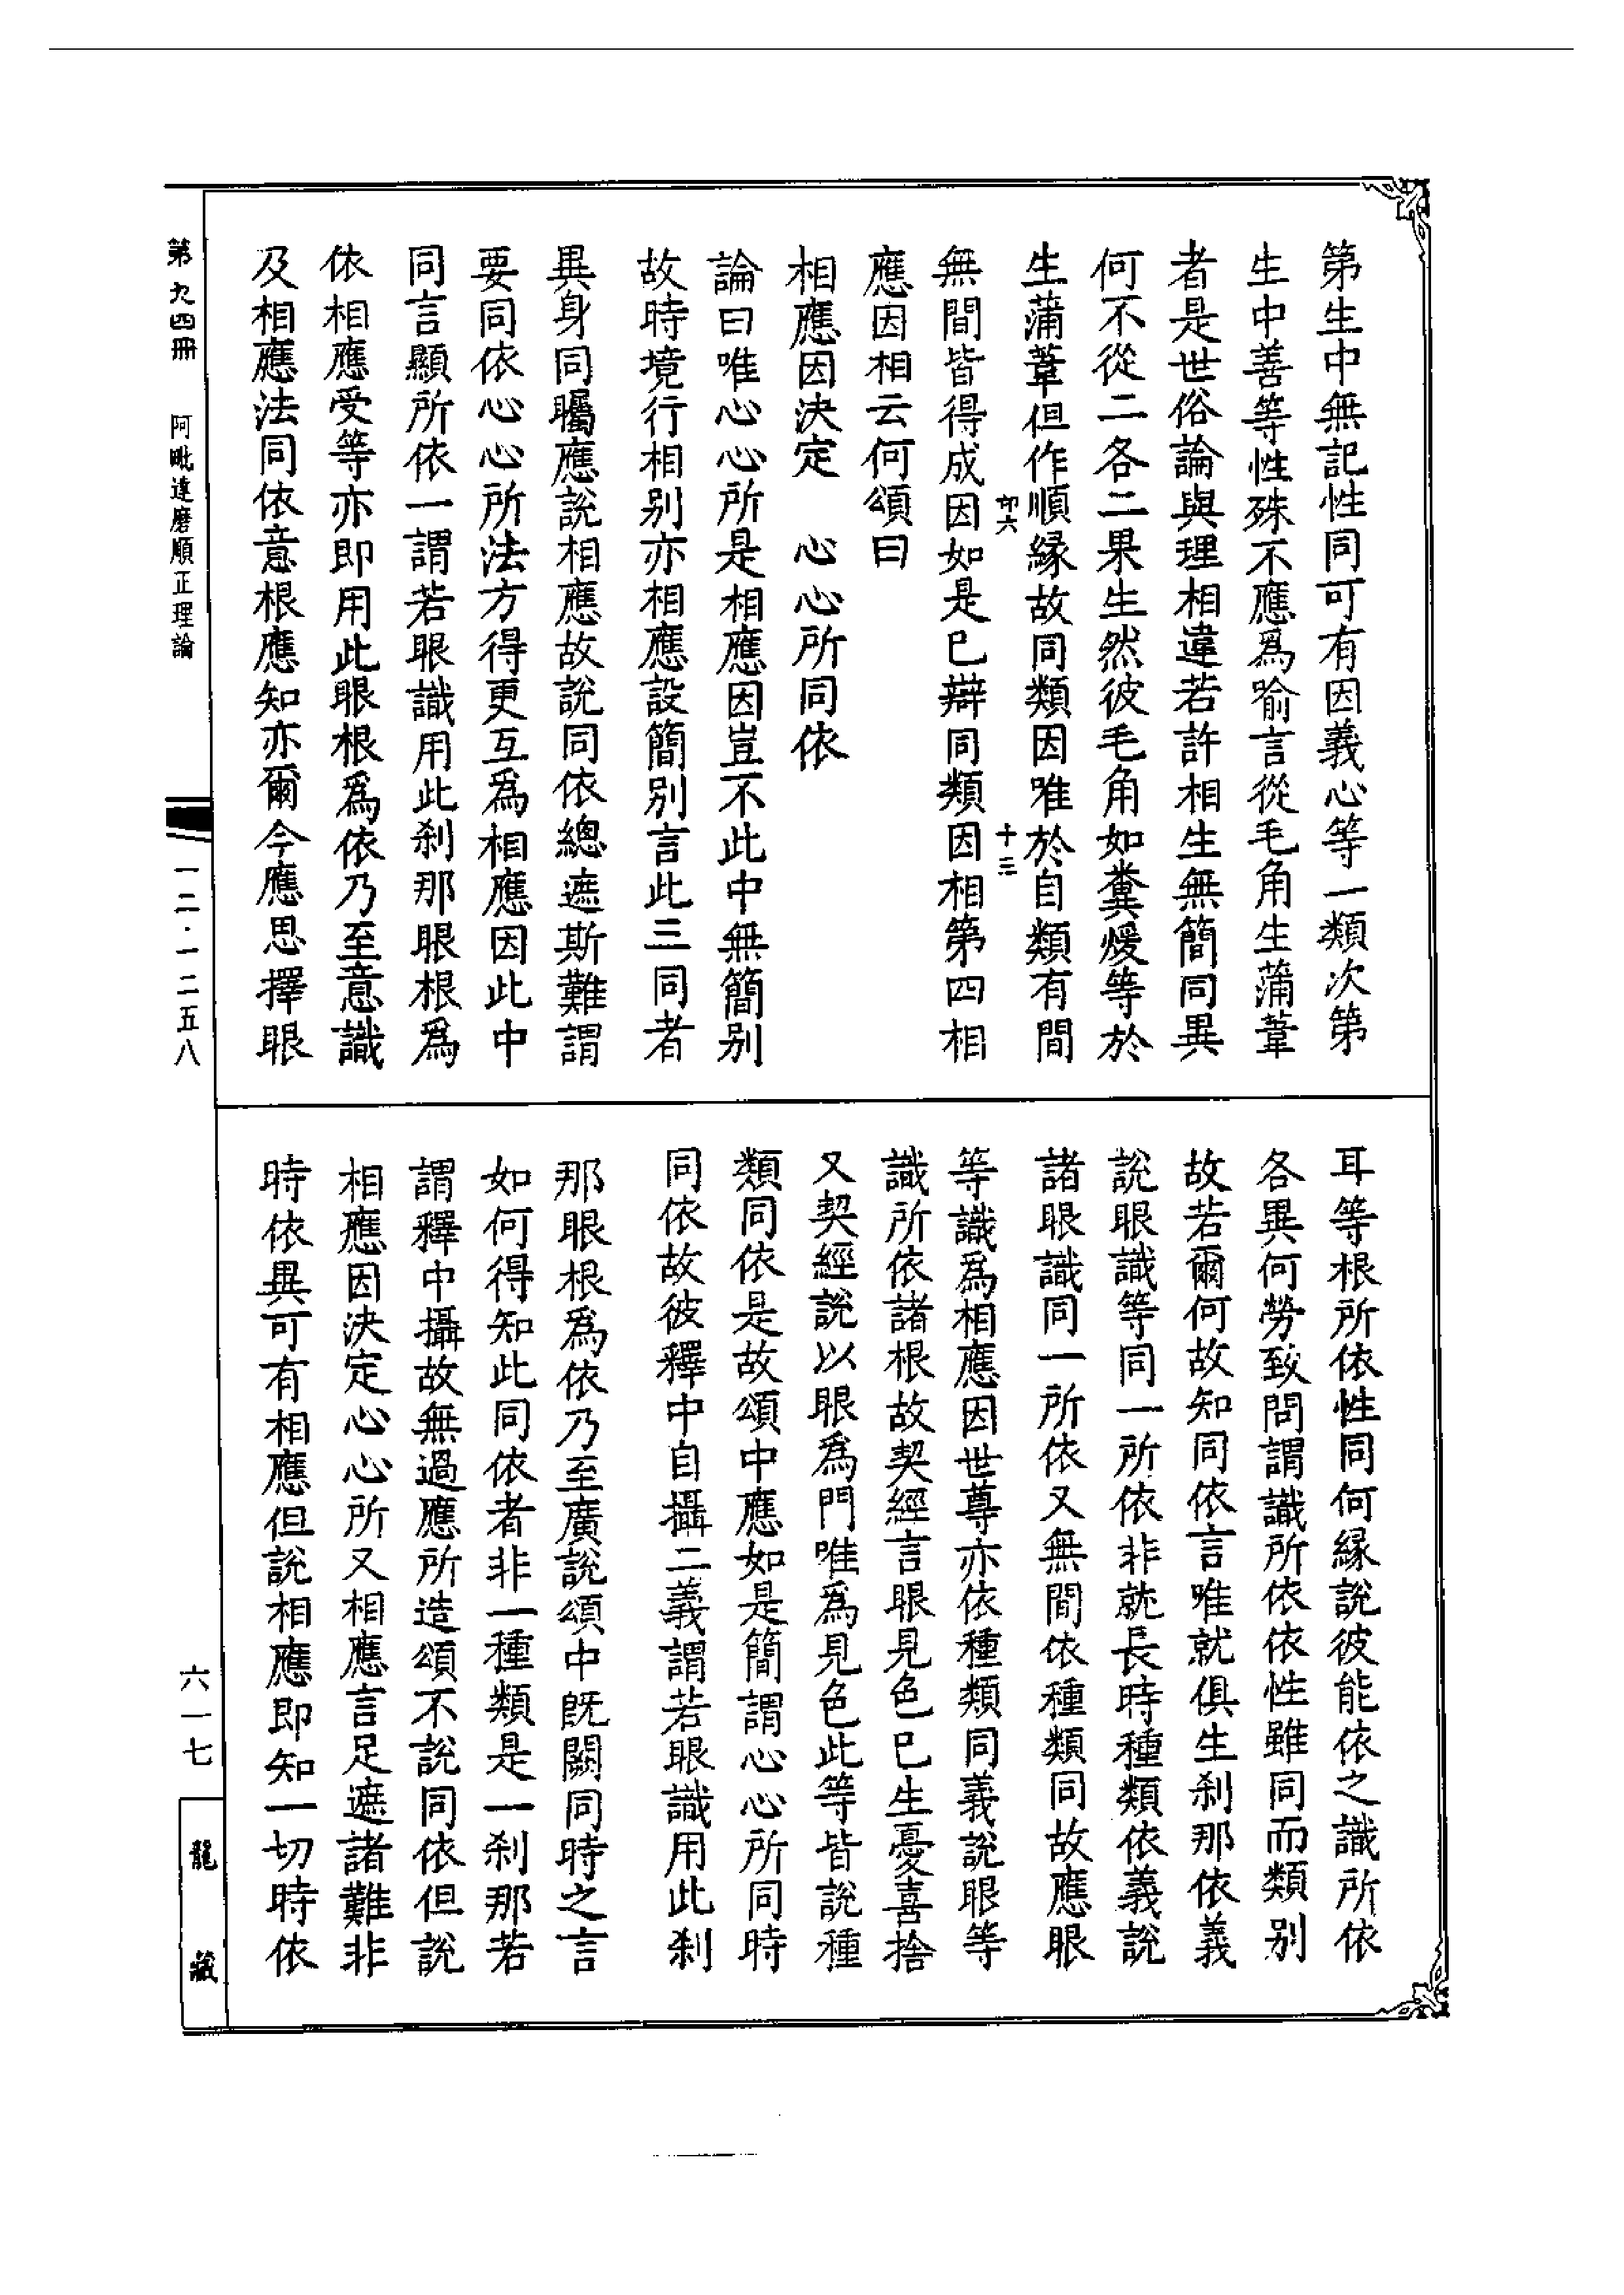 第生中無記性同可有因義心等一類次第
生中善等性殊不應爲喻言從毛角生蒲葦
者是世俗論與理相違若許相生無簡同異
何不從二各二果生然彼毛角如糞煖等於
生蒲葦但作順緣故同類因唯於自類有間
十三
無間皆得成因如是已辯同類因相第四相
應因相云何頌曰
相應因決定　心心所同依
論曰唯心心所是相應因豈不此中無簡別
故時境行相別亦相應設簡別言此三同者
異身同矚應說相應故說同依總遮斯難謂
要同依心心所法方得更互爲相應因此中
同言顯所依一謂若眼識用此刹那眼根爲
依相應受等亦即用此眼根爲依乃至意識
及相應法同依意根應知亦爾今應思擇眼
耳等根所依性同何緣說彼能依之識所依
各異何勞致問謂識所依依性雖同而類別
故若爾何故知同依言唯就俱生刹那依義
說眼識等同一所依非就長時種類依義說
諸眼識同一所依又無間依種類同故應眼
等識爲相應因世尊亦依種類同義說眼等
識所依諸根故契經言眼見色已生憂喜捨
又契經說以眼爲門唯爲見色此等皆說種
類同依是故頌中應如是簡謂心心所同時
同依故彼釋中自攝二義謂若眼識用此刹
那眼根爲依乃至廣說頌中旣闕同時之言
如何得知此同依者非一種類是一刹那若
謂釋中攝故無過應所造頌不說同依但說
相應因決定心心所又相應言足遮諸難非
時依異可有相應但說相應即知一切時依
第九四冊　阿毗達磨順正理論
一二·一二五八
六一七
龍藏